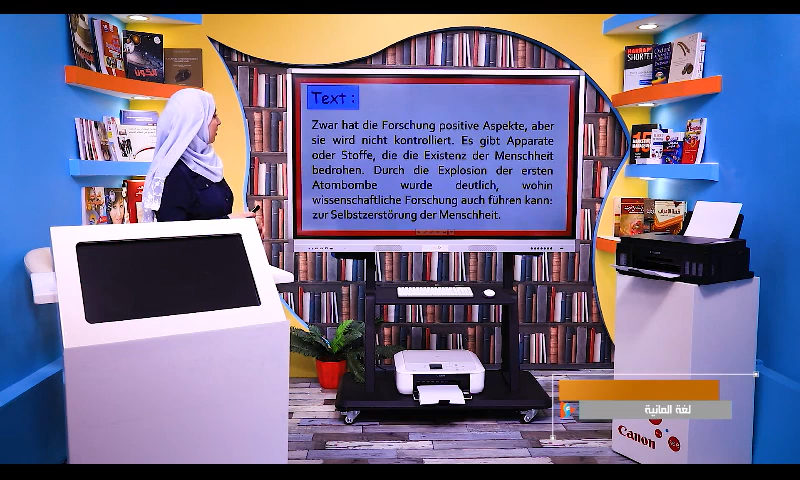 Text :
Zwar hat die Forschung positive Aspekte, aber
sie wird nicht kontrolliert. Es gibt Apparate
oder Stoffe, die die Existenz der Menschheit
bedrohen. Durch die Explosion der ersten
Atombombe wurde deutlich, wohin
wissenschaftliche Forschung auch führen kann:
zur Selbstzerstörung der Menschheit.
لغة المانية
Canon